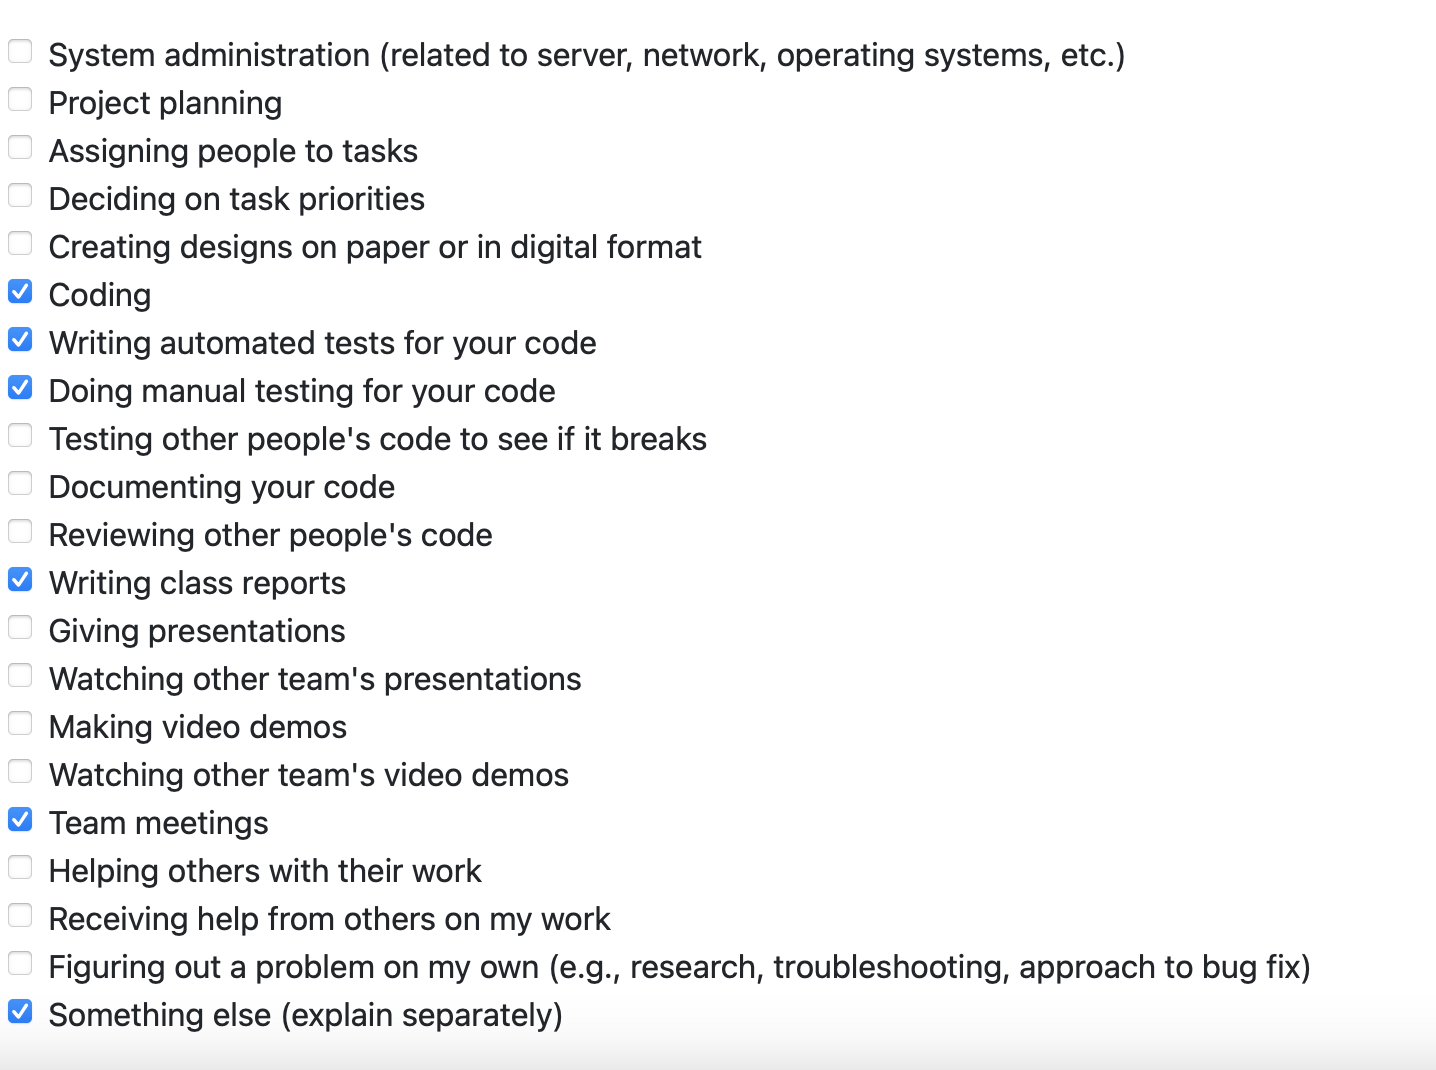 System administration (related to server, network, operating systems, etc.)
Project planning
Assigning people to tasks
Deciding on task priorities
Creating designs on paper or in digital format
Coding
Writing automated tests for your code
Doing manual testing for your code
Testing other people's code to see if it breaks
Documenting your code
Reviewing other people's code
Writing class reports
Giving presentations
Watching other team's presentations
Making video demos
Watching other team's video demos
Team meetings
Helping others with their work
Receiving help from others on my work
Figuring out a problem on my own (e.g., research, troubleshooting, approach to bug fix)
Something else (explain separately)